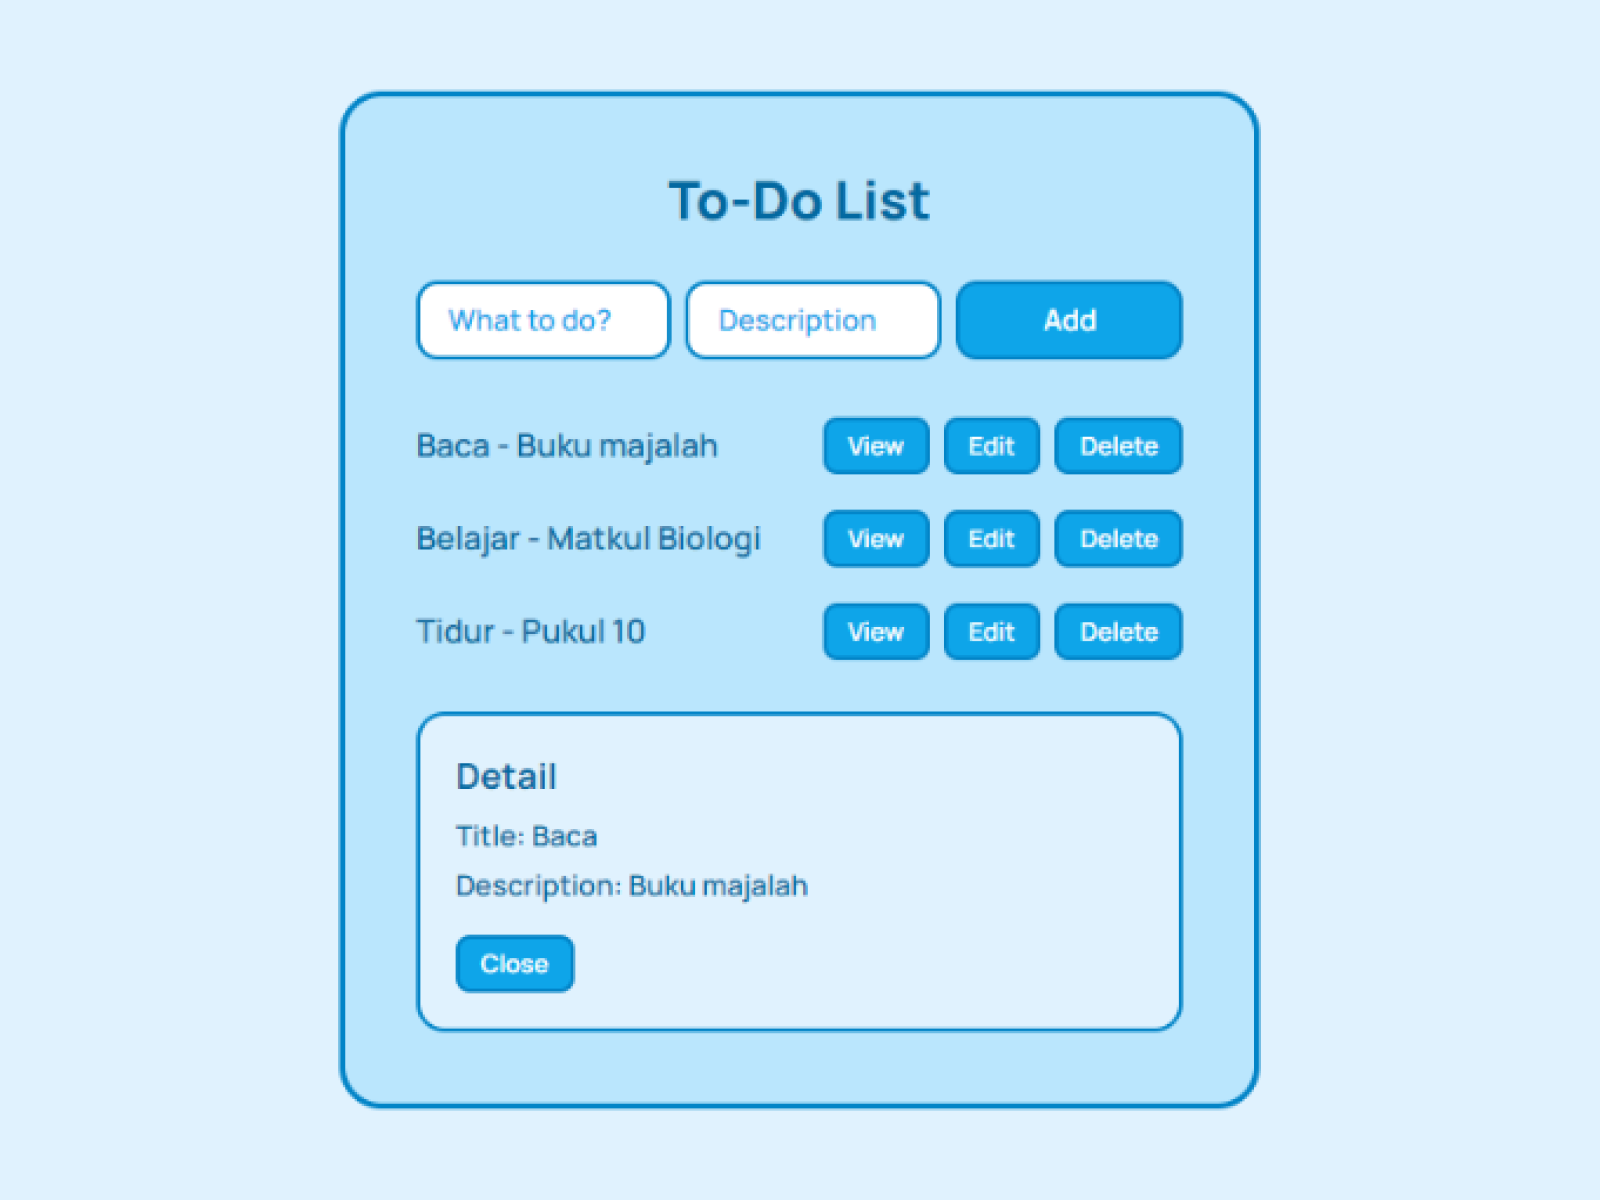 To-Do List
What to do? Description Add
Baca - Buku majalah View Edit Delete
Belajar - Matkul Biologi View Edit Delete
Tidur - Pukul 10 View Edit Delete
Detail
Title: Baca
Description: Buku majalah
Close